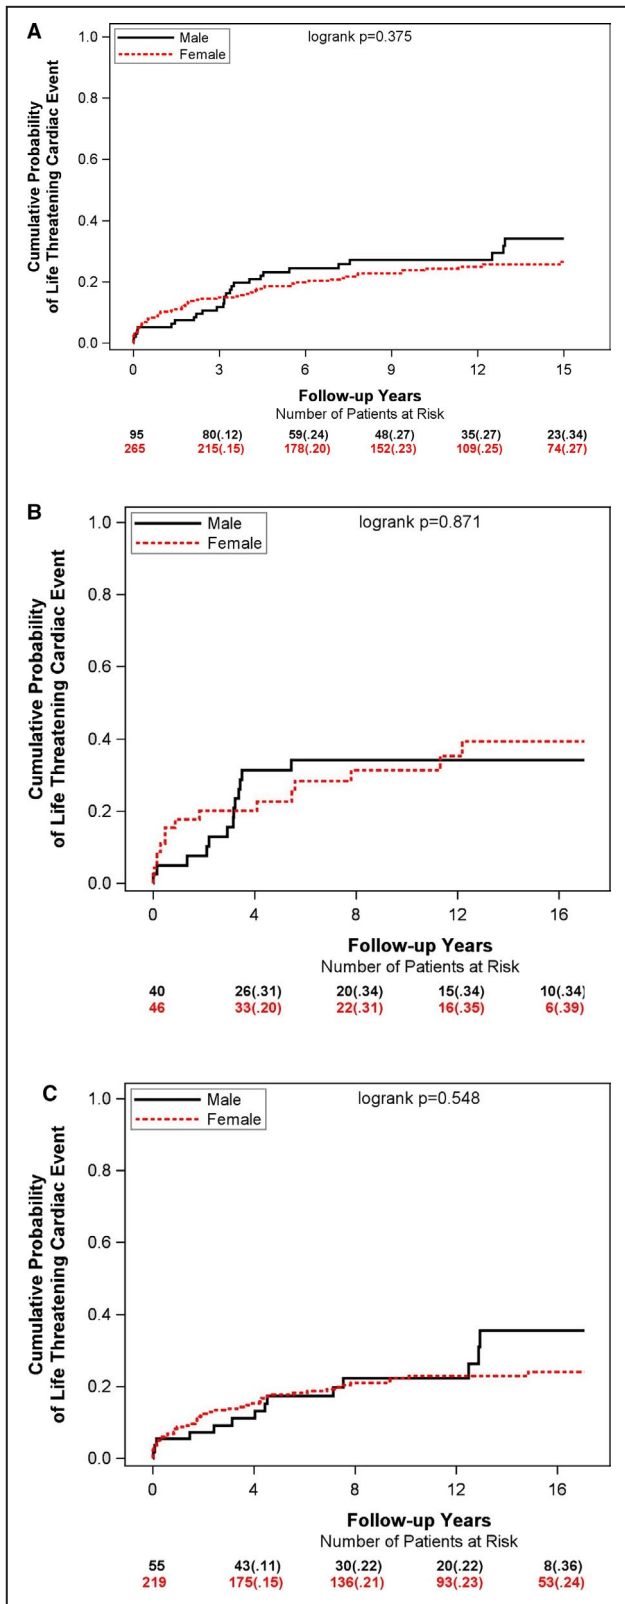 A
Male
Female
logrank p=0.375
Cumulative Probability
of Life Threatening Cardiac Event
1.0
0.8
0.6
0.4
0.2
0.0
0 3 6 9 12 15
Follow-up Years
Number of Patients at Risk
95 80(.12) 59(.24) 48(.27) 35(.27) 23(.34)
265 215(.15) 178(.20) 152(.23) 109(.25) 74(.27)
B
Male
Female
logrank p=0.871
Cumulative Probability
of Life Threatening Cardiac Event
1.0
0.8
0.6
0.4
0.2
0.0
0 4 8 12 16
Follow-up Years
Number of Patients at Risk
40 26(.31) 20(.34) 15(.34) 10(.34)
46 33(.20) 22(.31) 16(.35) 6(.39)
C
Male
Female
logrank p=0.548
Cumulative Probability
of Life Threatening Cardiac Event
1.0
0.8
0.6
0.4
0.2
0.0
0 4 8 12 16
Follow-up Years
Number of Patients at Risk
55 43(.11) 30(.22) 20(.22) 8(.36)
219 175(.15) 136(.21) 93(.23) 53(.24)